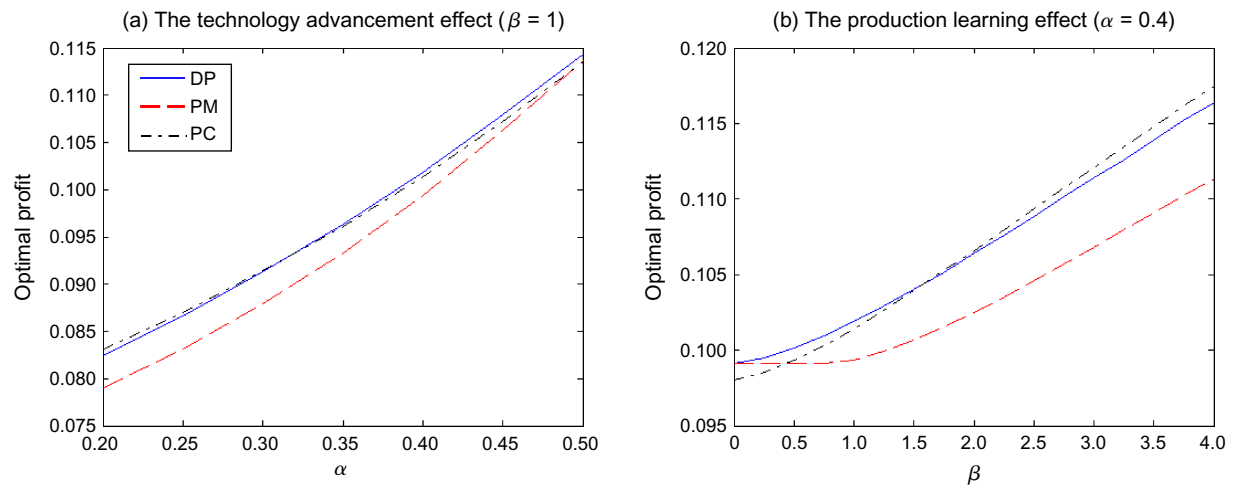 (a) The technology advancement effect (β = 1)
0.115
0.110
0.105
0.100
0.095
0.090
0.085
0.080
0.075
Optimal profit
DP
PM
PC
0.20 0.25 0.30 0.35 0.40 0.45 0.50
α
(b) The production learning effect (α = 0.4)
0.120
0.115
0.110
0.105
0.100
0.095
Optimal profit
0 0.5 1.0 1.5 2.0 2.5 3.0 3.5 4.0
β